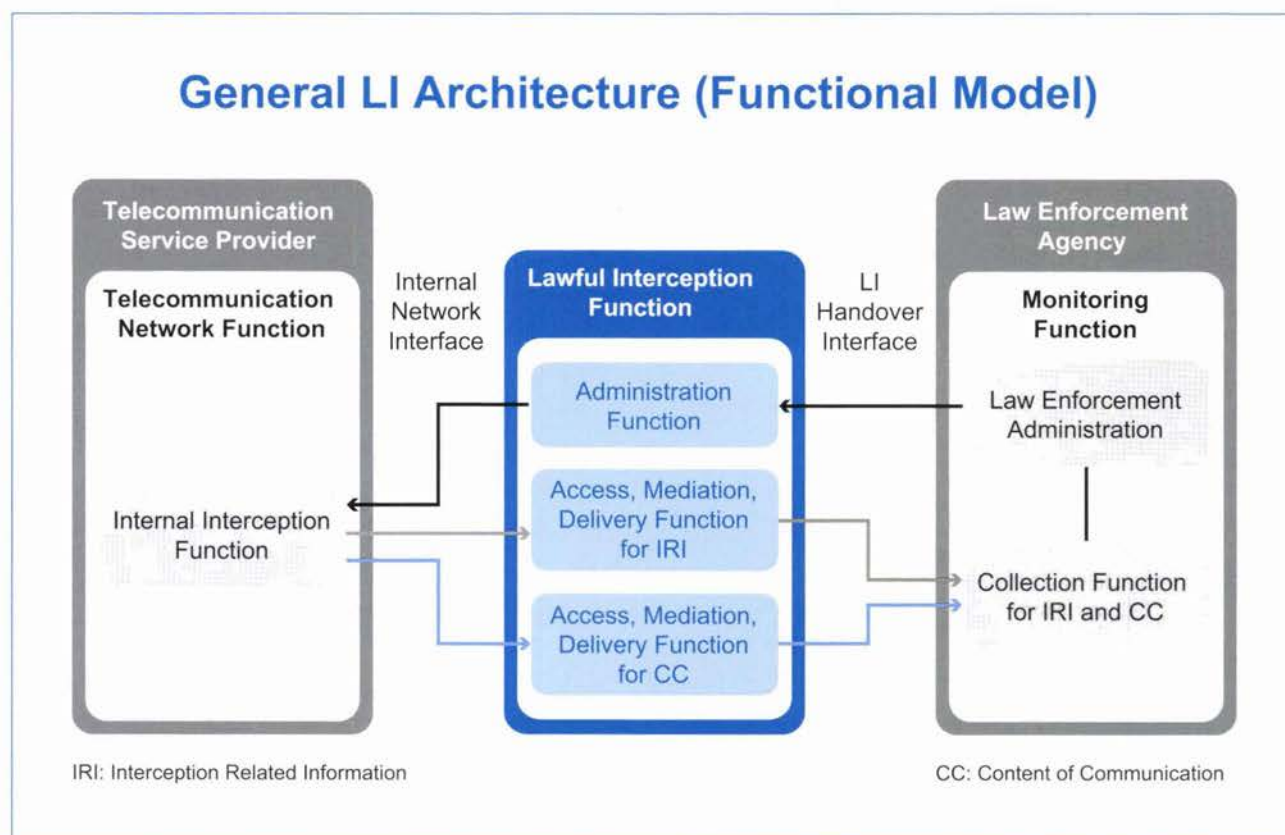 General LI Architecture (Functional Model)
Telecommunication
Service Provider
Telecommunication
Network Function
Internal Interception
Function
Internal
Network
Interface
Lawful Interception
Function
Administration
Function
Access, Mediation,
Delivery Function
for IRI
Access, Mediation,
Delivery Function
for CC
LI
Handover
Interface
Law Enforcement
Agency
Monitoring
Function
Law Enforcement
Administration
Collection Function
for IRI and CC
IRI: Interception Related Information
CC: Content of Communication